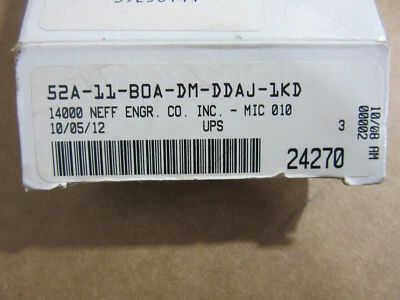 52A-11-BOA-DM-DDAJ-1KD
14000 NEFF ENGR. CO. INC. - MIC 010
10/05/12 UPS 3
24270
10/08 AM
000002